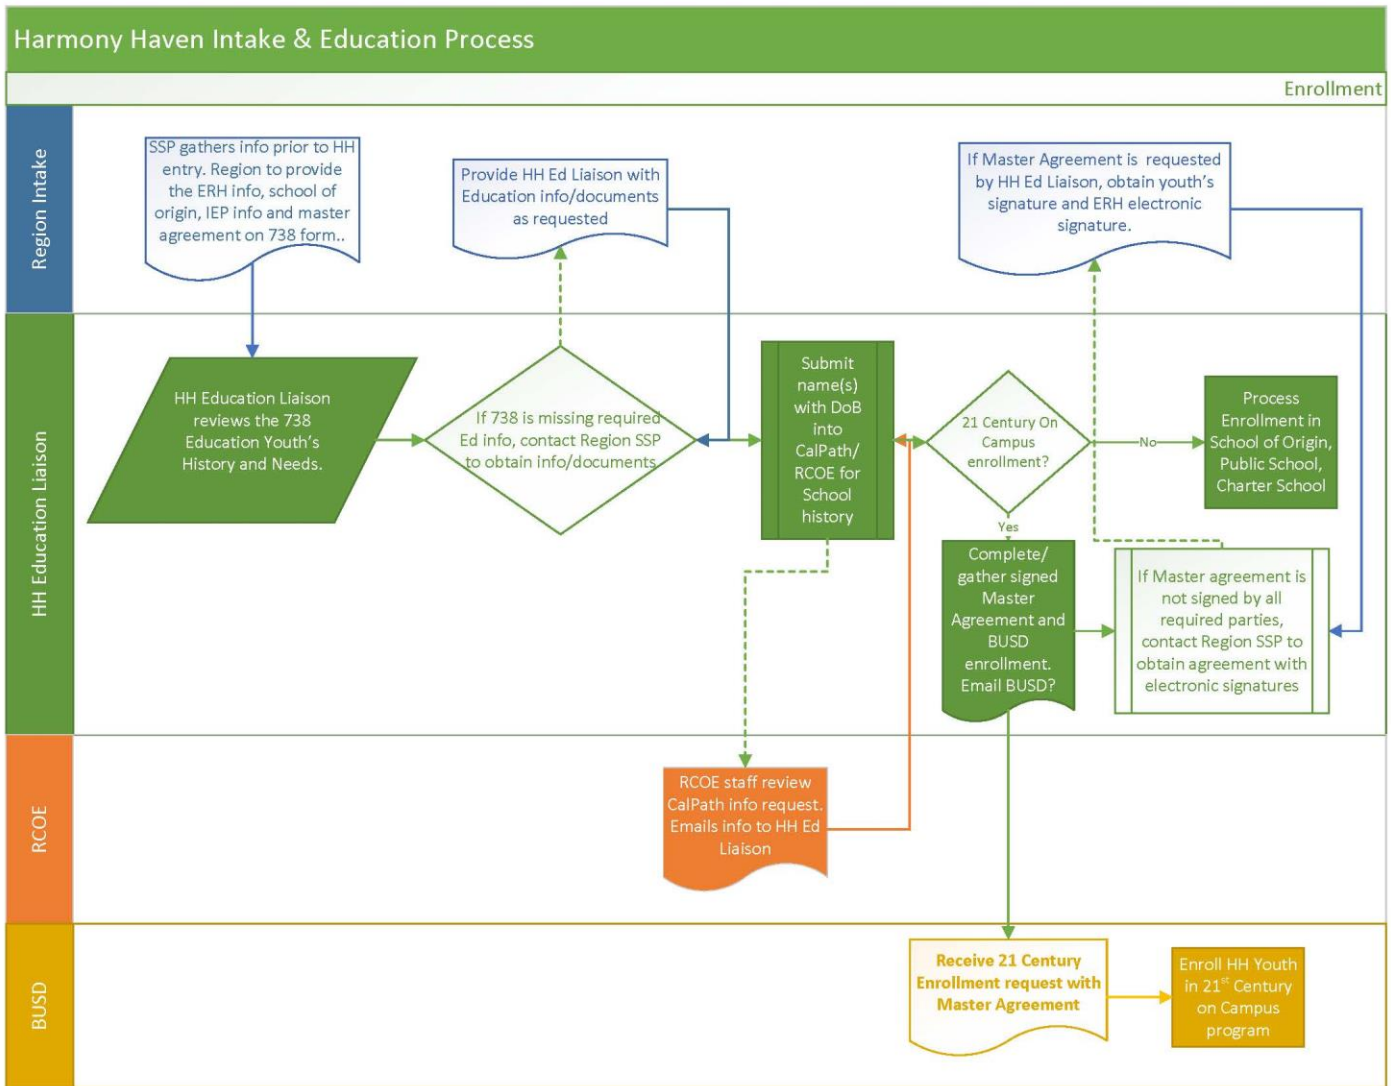 Harmony Haven Intake & Education Process
Enrollment
Region Intake
SSP gathers info prior to HH
entry. Region to provide
the ERH info, school of
origin, IEP info and master
agreement on 738 form..
Provide HH Ed Liaison with
Education info/documents
as requested
If Master Agreement is requested
by HH Ed Liaison, obtain youth's
signature and ERH electronic
signature.
HH Education Liaison
HH Education Liaison
reviews the 738
Education Youth's
History and Needs.
If 738 is missing required
Ed info, contact Region SSP
to obtain info/documents
Submit
name(s)
with DoB
into
CalPath/
RCOE for
School
history
21 Century On
Campus
enrollment?
No
Process
Enrollment in
School of Origin,
Public School,
Charter School
Yes
Complete/
gather signed
Master
Agreement and
BUSD
enrollment.
Email BUSD?
If Master agreement is
not signed by all
required parties,
contact Region SSP to
obtain agreement with
electronic signatures
RCOE
RCOE staff review
CalPath info request.
Emails info to HH Ed
Liaison
BUSD
Receive 21 Century
Enrollment request with
Master Agreement
Enroll HH Youth
in 21st Century
on Campus
program